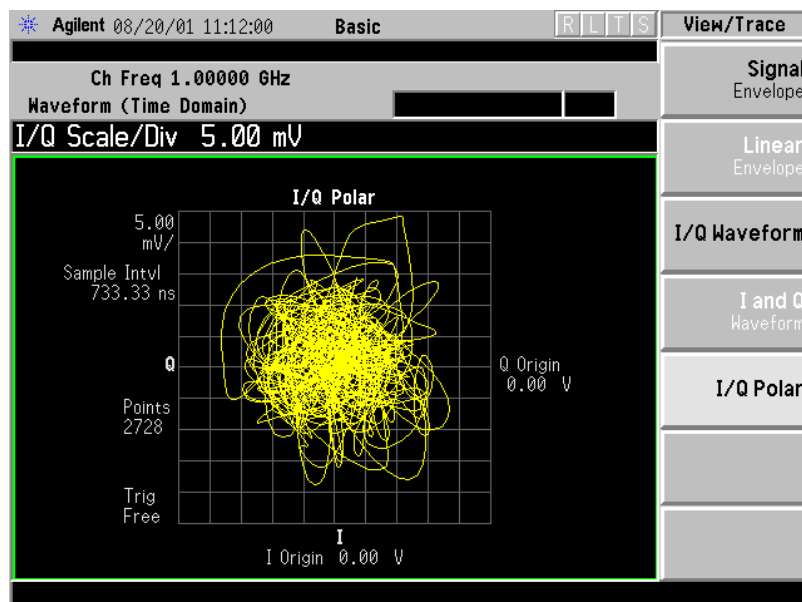 Agilent 08/20/01 11:12:00 Basic R L T S View/Trace
Ch Freq 1.00000 GHz
Waveform (Time Domain)
I/Q Scale/Div 5.00 mV
I/Q Polar
5.00
mV/
Sample Intvl
733.33 ns
Q
Q Origin
0.00 V
Points
2728
Trig
Free
I
I Origin 0.00 V
Signal
Envelope
Linear
Envelope
I/Q Waveform
I and Q
Waveform
I/Q Polar